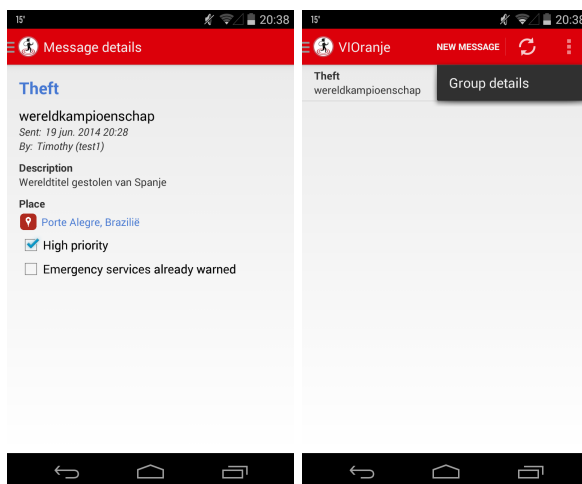 15°
20:38
Message details
Theft
wereldkampioenschap
Sent: 19 jun. 2014 20:28
By: Timothy (test1)
Description
Wereldtitel gestolen van Spanje
Place
Porte Alegre, Brazilië
High priority
Emergency services already warned
15°
20:38
VIOranje
NEW MESSAGE
Theft
wereldkampioenschap
Group details